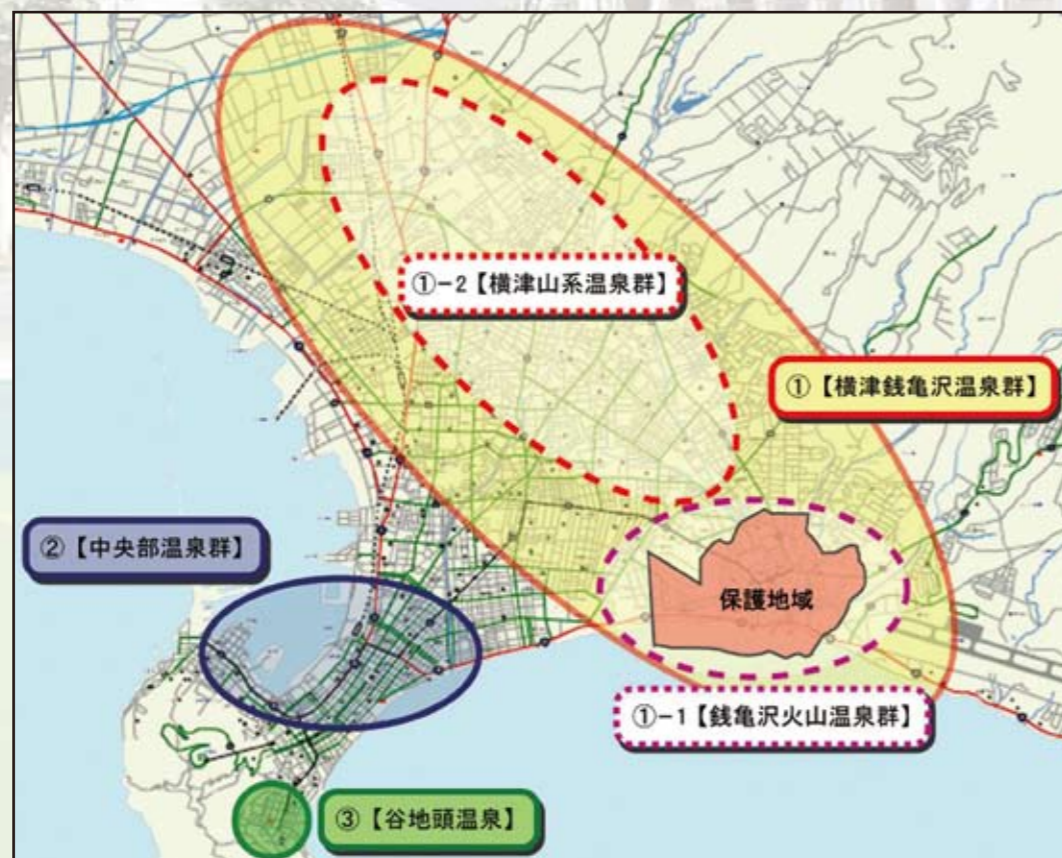 ①-2【横津山系温泉群】
①【横津銭亀沢温泉群】
②【中央部温泉群】
保護地域
①-1【銭亀沢火山温泉群】
③【谷地頭温泉】